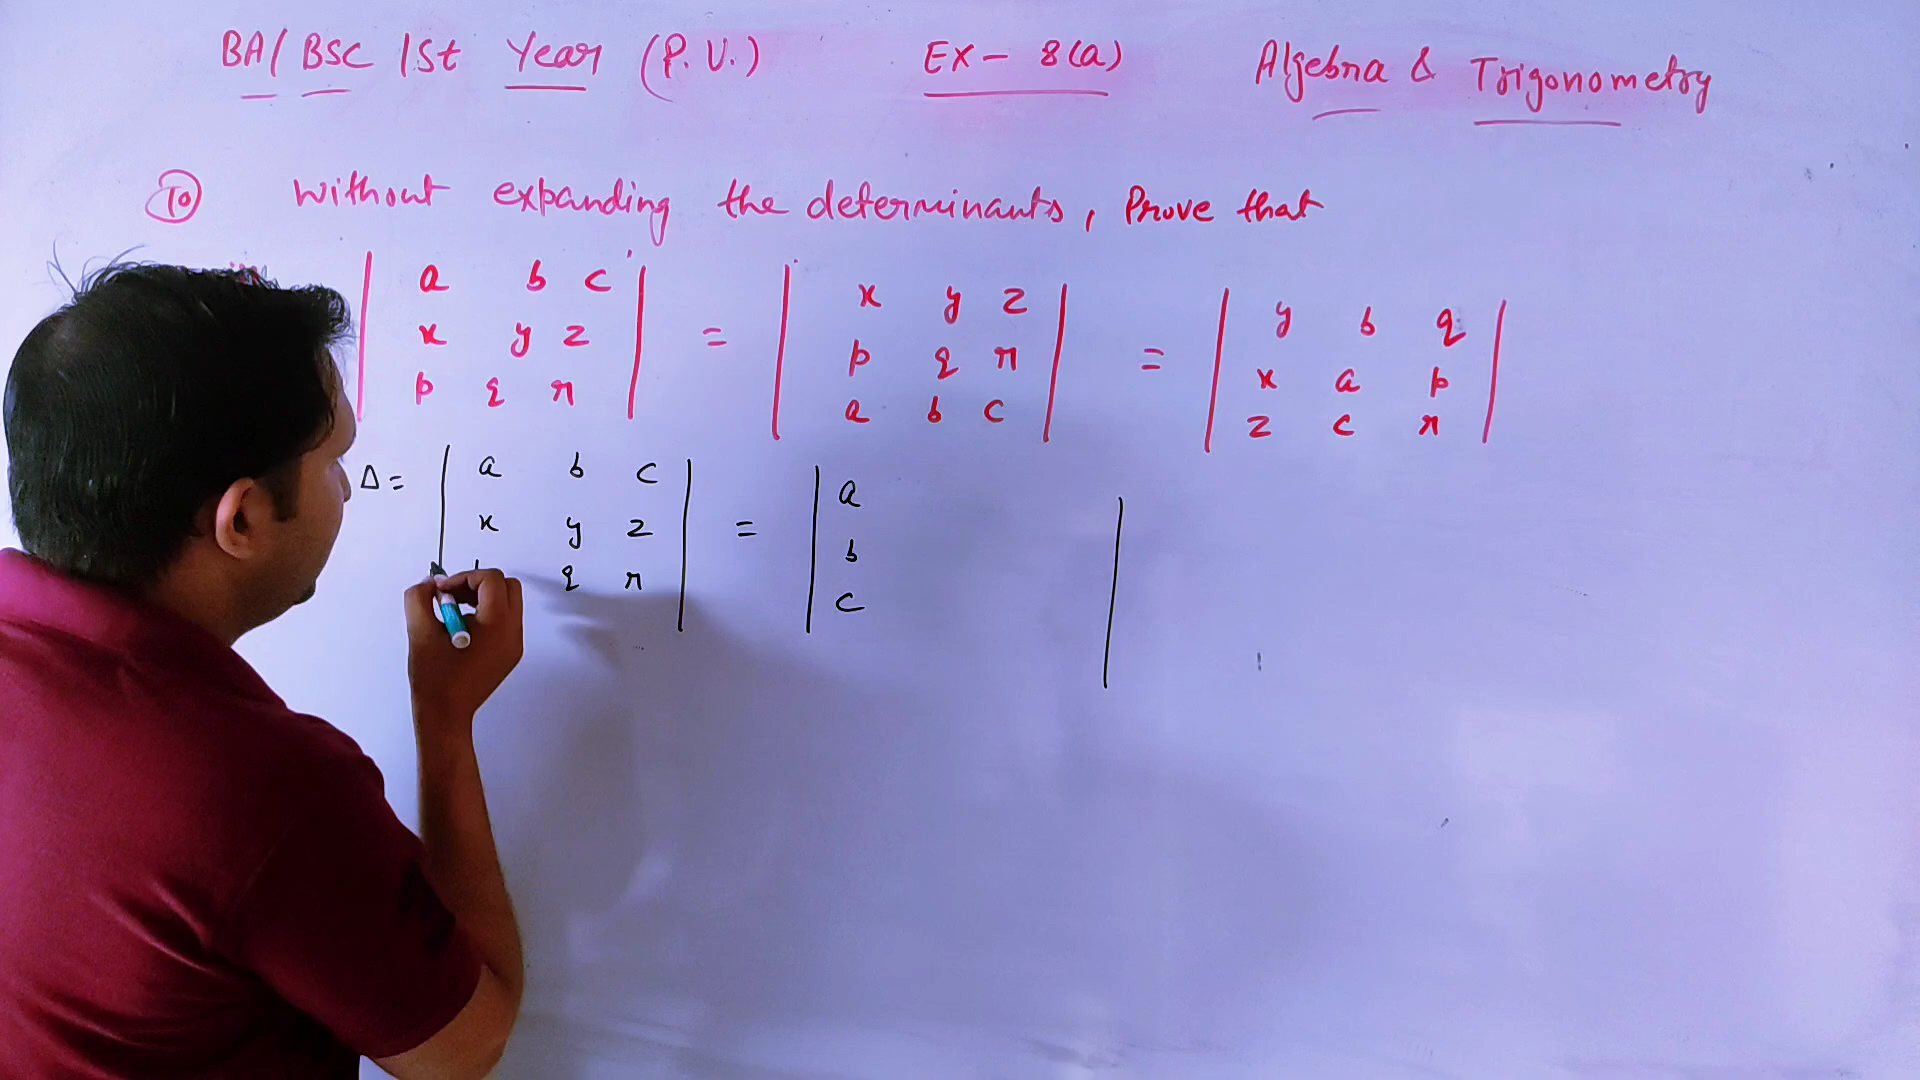 BA/ BSC 1st Year (P.U.) EX- 8(a) Algebra & Trigonometry
10 Without expanding the determinants, Prove that
| a b c | = | x y z | = | y b q |
| x y z | | p q r | | x a p |
| p q r | | a b c | | z c r |
Δ = | a b c | = | a |
| x y z | | b |
| q r | | c |